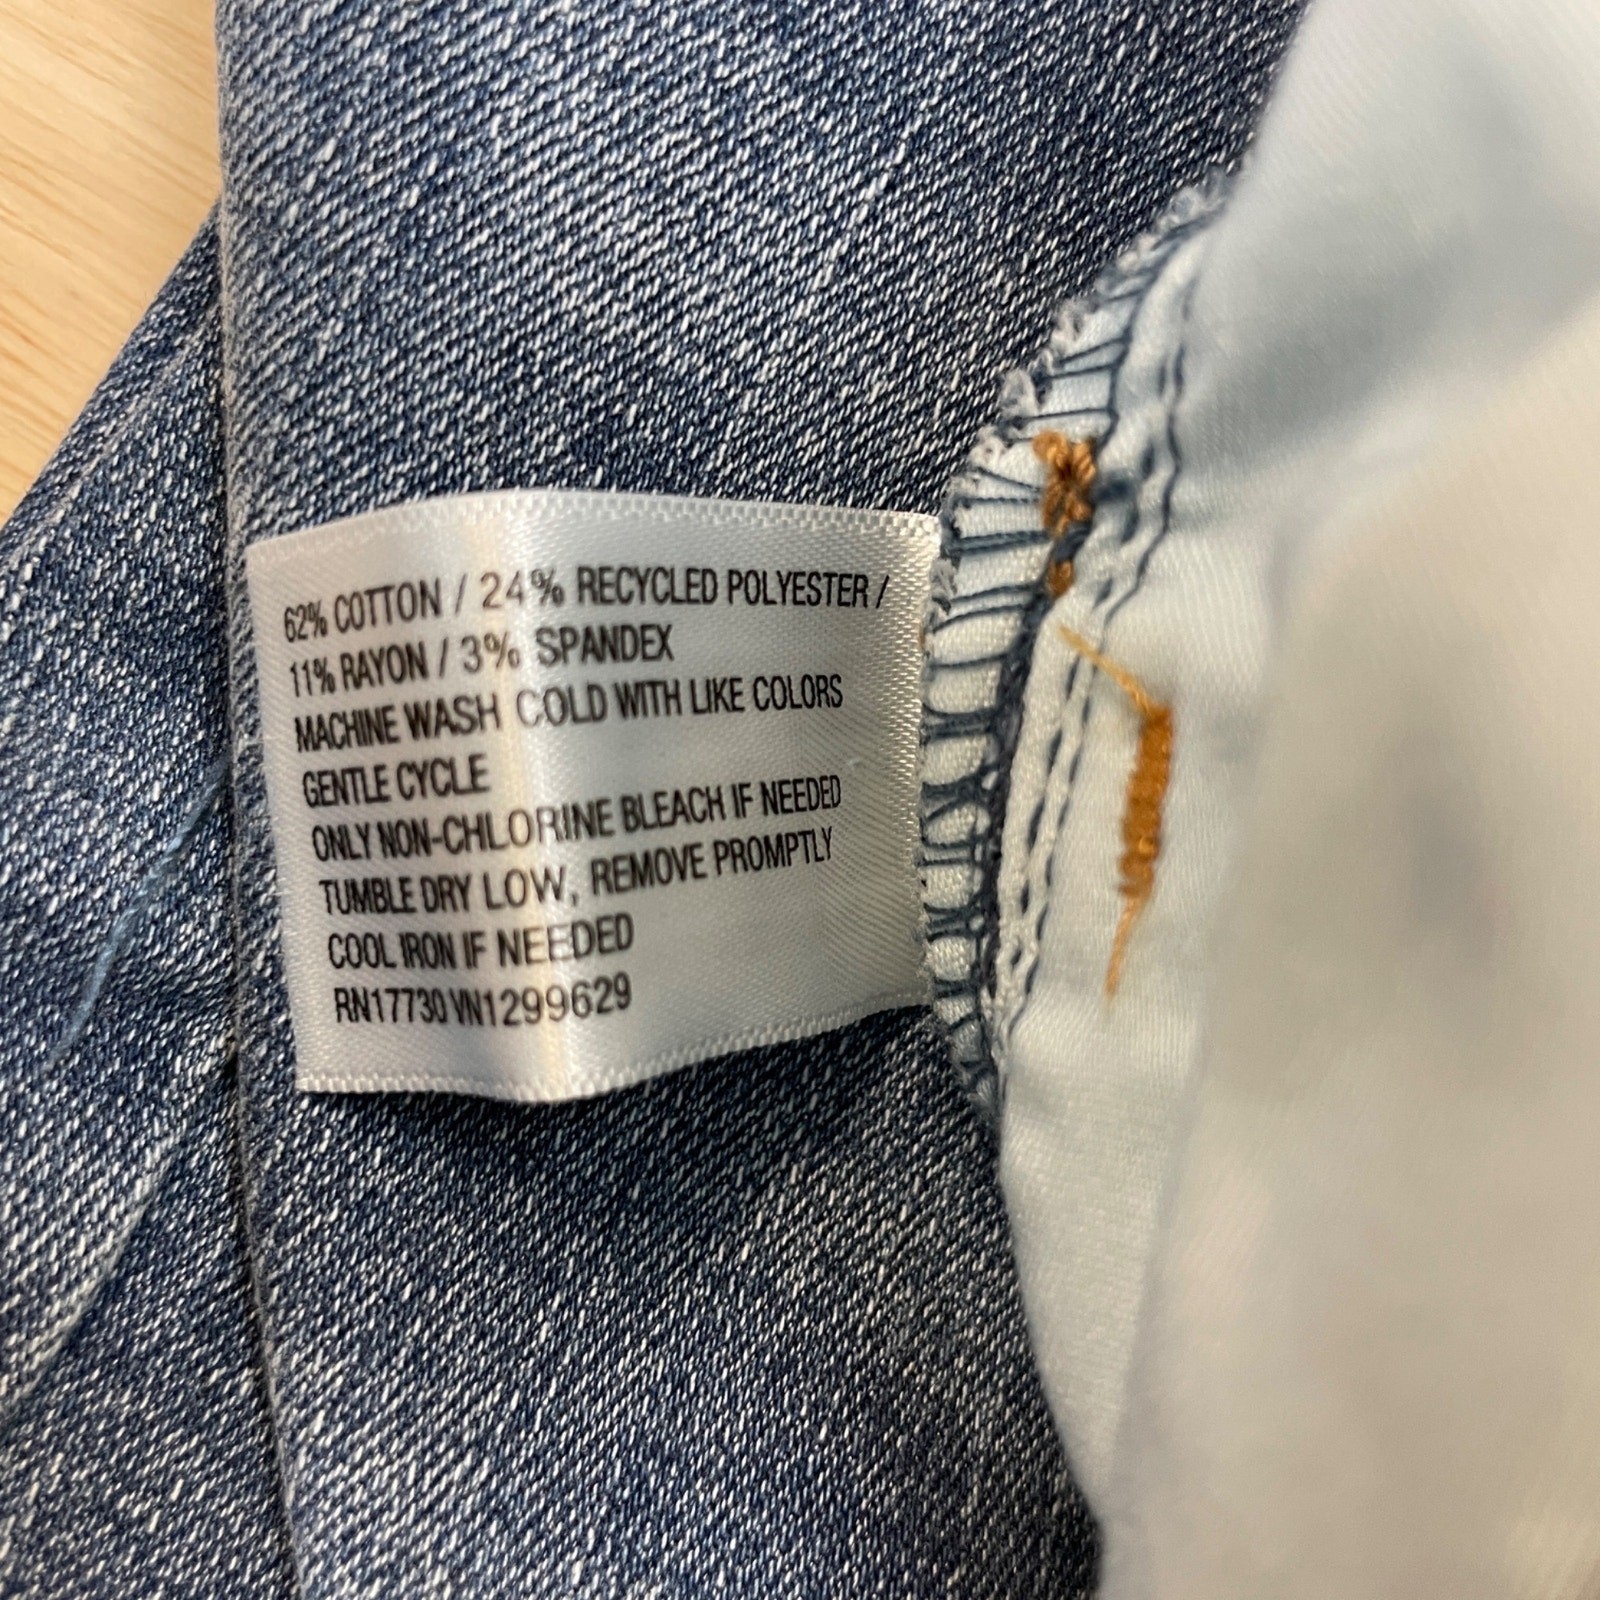 62% COTTON / 24% RECYCLED POLYESTER /
11% RAYON / 3% SPANDEX
MACHINE WASH COLD WITH LIKE COLORS
GENTLE CYCLE
ONLY NON-CHLORINE BLEACH IF NEEDED
TUMBLE DRY LOW, REMOVE PROMPTLY
COOL IRON IF NEEDED
RN17730 VN1299629